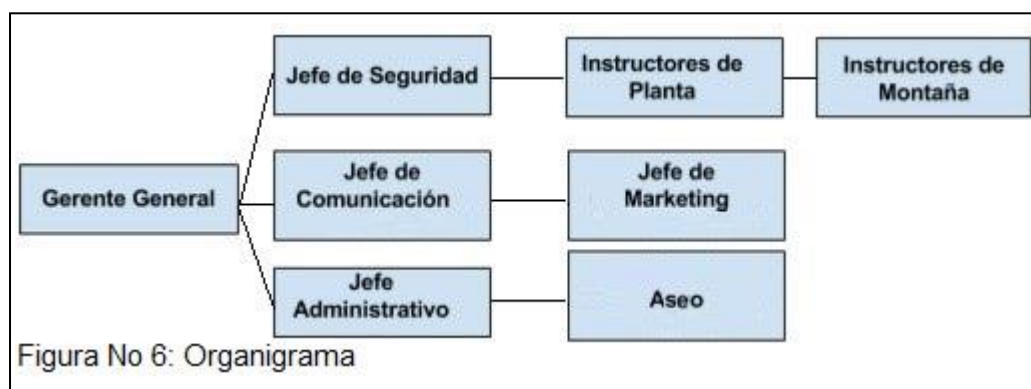 Gerente General
Jefe de Seguridad
Instructores de
Planta
Instructores de
Montaña
Jefe de
Comunicación
Jefe de
Marketing
Jefe
Administrativo
Aseo
Figura No 6: Organigrama